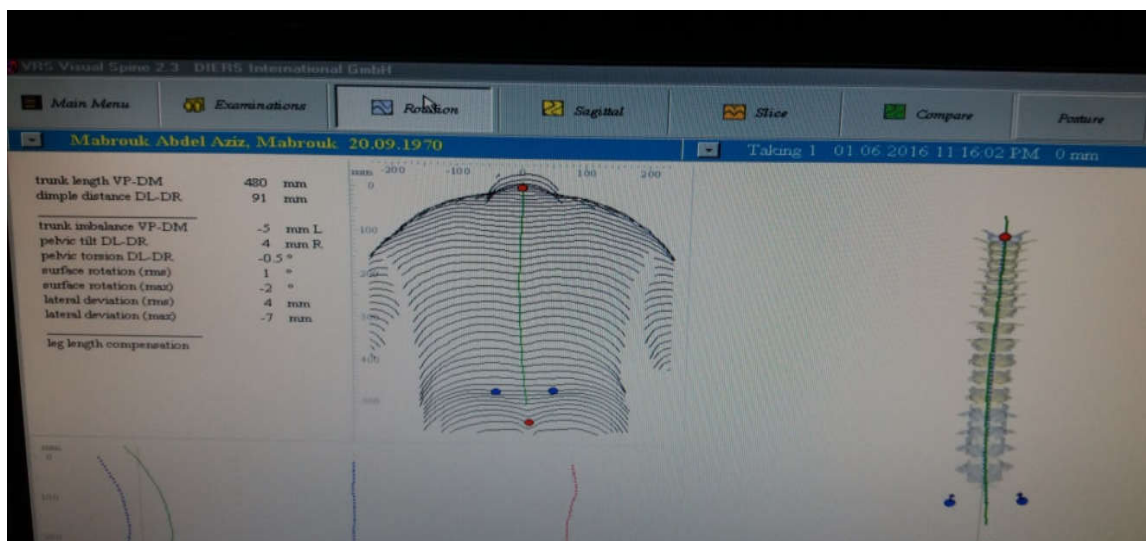 VRS Visual Spine 2.3 DIERS International GmbH
Main Menu Examinations Rotation Sagittal Slice Compare Posture
Mabrouk Abdel Aziz, Mabrouk 20.09.1970 Taking 1 01 06 2016 11 16:02 PM 0 mm
trunk length VP-DM 480 mm
dimple distance DL-DR 91 mm
trunk imbalance VP-DM -5 mm L
pelvic tilt DL-DR 4 mm R
pelvic torsion DL-DR -0.5 °
surface rotation (rms) 1 °
surface rotation (max) -2 °
lateral deviation (rms) 4 mm
lateral deviation (max) -7 mm
leg length compensation
mm -200 -100 0 100 200
0
100
200
400
mm
0